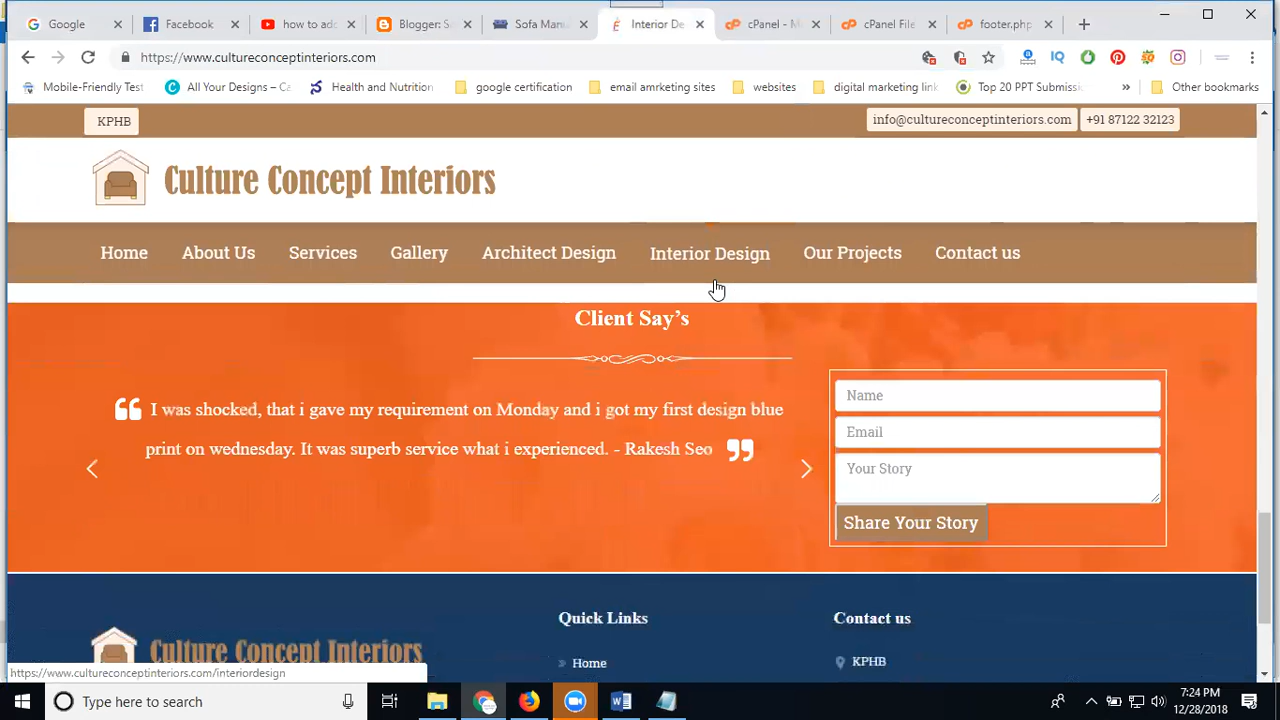 Google
Facebook
how to add
Blogger: S
Sofa Manu
Interior De
cPanel - M
cPanel File
footer.php
https://www.cultureconceptinteriors.com
IQ
Mobile-Friendly Test
All Your Designs – Ca
Health and Nutrition
google certification
email amrketing sites
websites
digital marketing link
Top 20 PPT Submissi
Other bookmarks
KPHB
info@cultureconceptinteriors.com
+91 87122 32123
Culture Concept Interiors
Home
About Us
Services
Gallery
Architect Design
Interior Design
Our Projects
Contact us
Client Say's
I was shocked, that i gave my requirement on Monday and i got my first design blue
print on wednesday. It was superb service what i experienced. - Rakesh Seo
Name
Email
Your Story
Share Your Story
Culture Concept Interiors
Quick Links
Home
Contact us
KPHB
https://www.cultureconceptinteriors.com/interiordesign
Type here to search
7:24 PM
12/28/2018